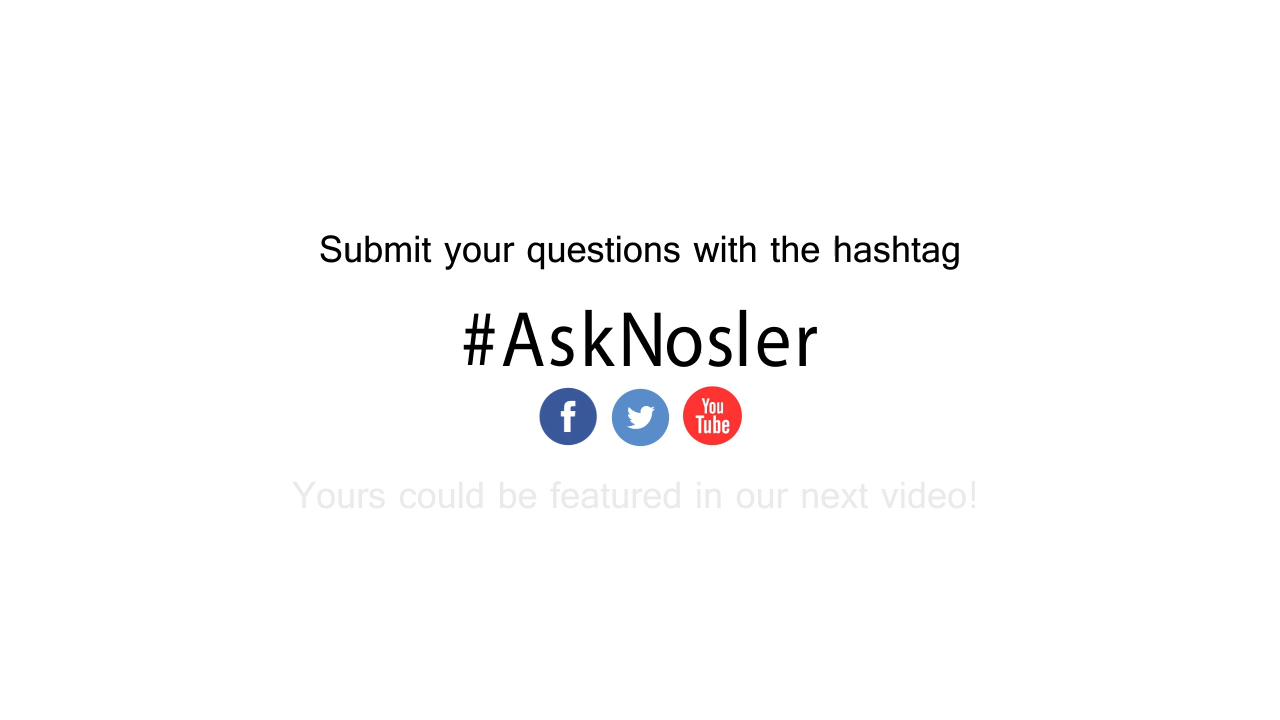 Submit your questions with the hashtag
#AskNosler
f
You
Tube
Yours could be featured in our next video!